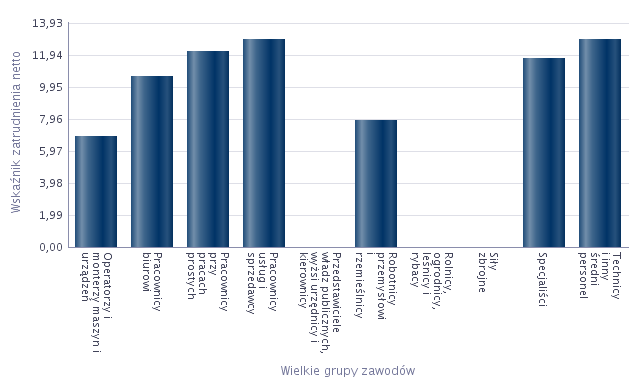 13,93
11,94
9,95
7,96
5,97
3,98
1,99
0,00
Wskaźnik zatrudnienia netto
Operatorzy i
monterzy maszyn i
urządzeń
Pracownicy
biurowi
Pracownicy
przy
pracach
prostych
Pracownicy
usług i
sprzedawcy
Przedstawiciele
władz publicznych,
wyżsi urzędnicy i
kierownicy
Robotnicy
przemysłowi
i
rzemieślnicy
Rolnicy,
ogrodnicy,
leśnicy i
rybacy
Siły
zbrojne
Specjaliści
Technicy
i inny
średni
personel
Wielkie grupy zawodów